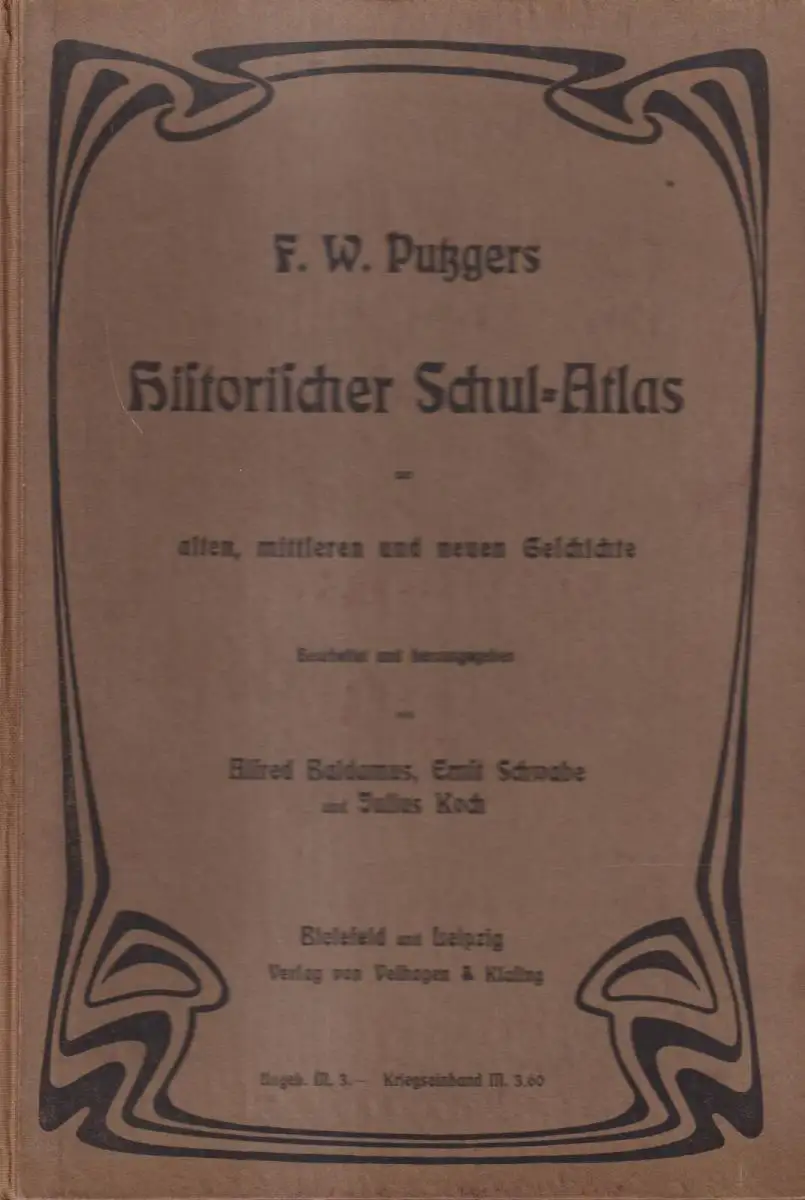 F. W. Putzgers
Historischer Schul-Atlas
zur
alten, mittleren und neuen Geschichte
Bearbeitet und herausgegeben
von
Alfred Baldamus, Ernst Schwabe
und Julius Koch
Bielefeld und Leipzig
Verlag von Velhagen & Klasing
Ungeb. M. 3.— Kriegseinband M. 3.60